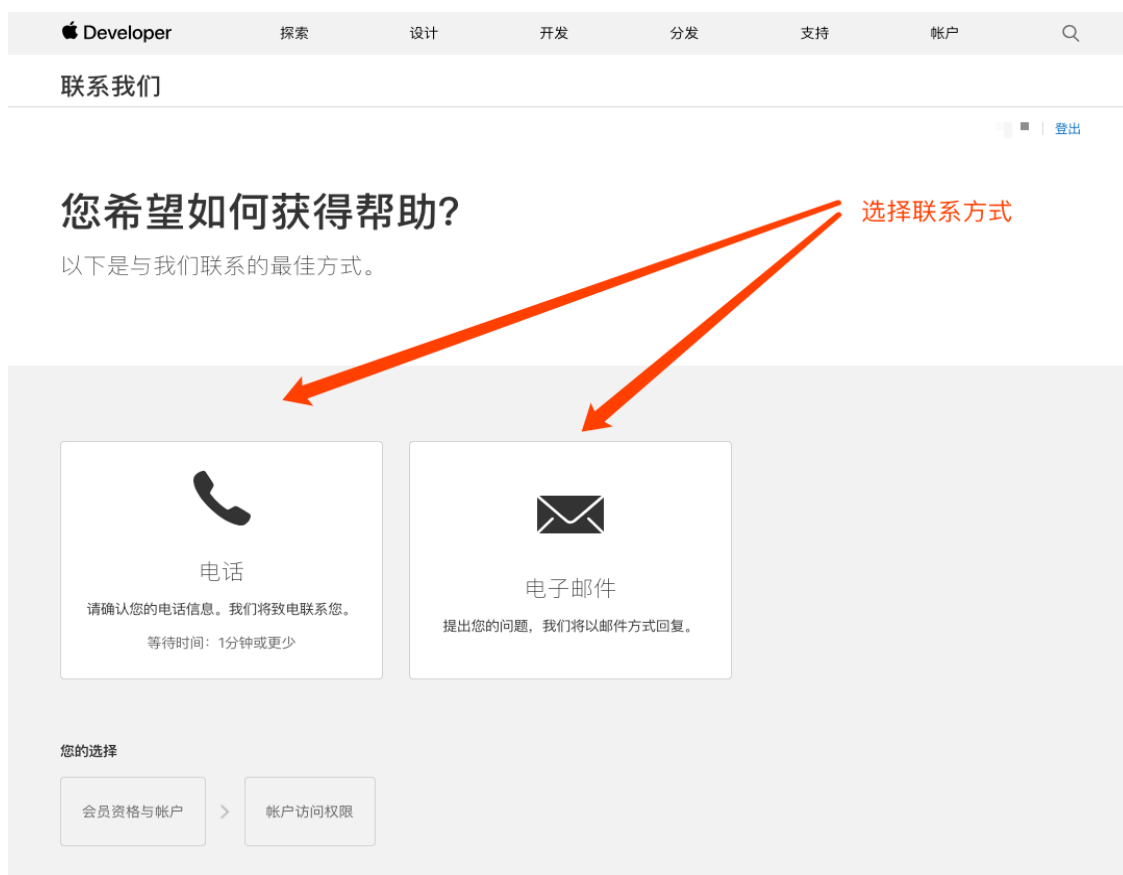 Developer 探索 设计 开发 分发 支持 帐户
联系我们
登出
您希望如何获得帮助?
选择联系方式
以下是与我们联系的最佳方式。
电话
请确认您的电话信息。我们将致电联系您。
等待时间：1分钟或更少
电子邮件
提出您的问题，我们将以邮件方式回复。
您的选择
会员资格与帐户
帐户访问权限